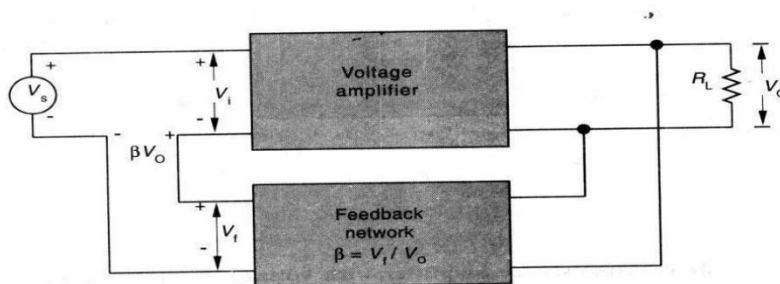 +
+
Voltage
amplifier
V_s
V_i
R_L
V_o
-
-
-
+
βV_O
+
V_f
-
Feedback
network
β = V_f / V_O